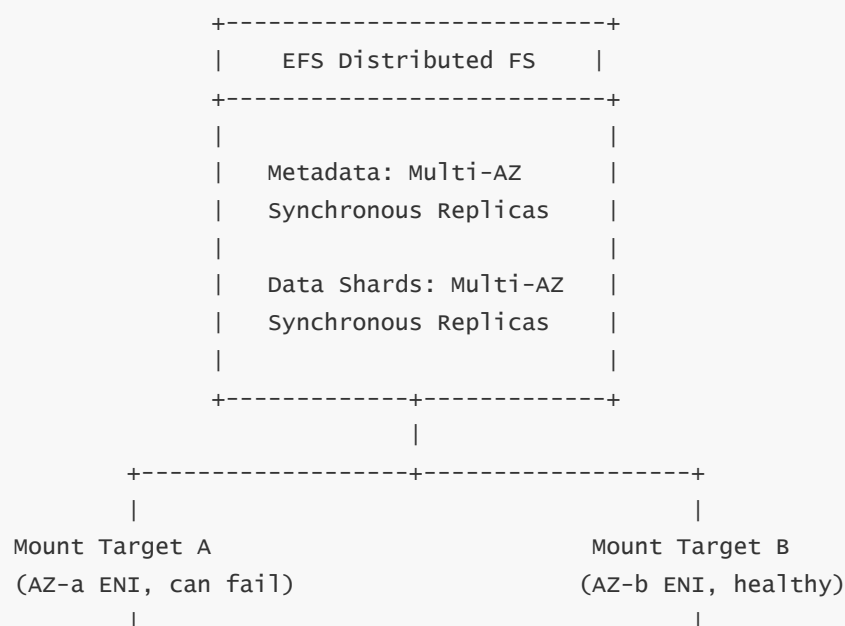 EFS Distributed FS
Metadata: Multi-AZ
Synchronous Replicas
Data Shards: Multi-AZ
Synchronous Replicas
Mount Target A Mount Target B
(AZ-a ENI, can fail) (AZ-b ENI, healthy)